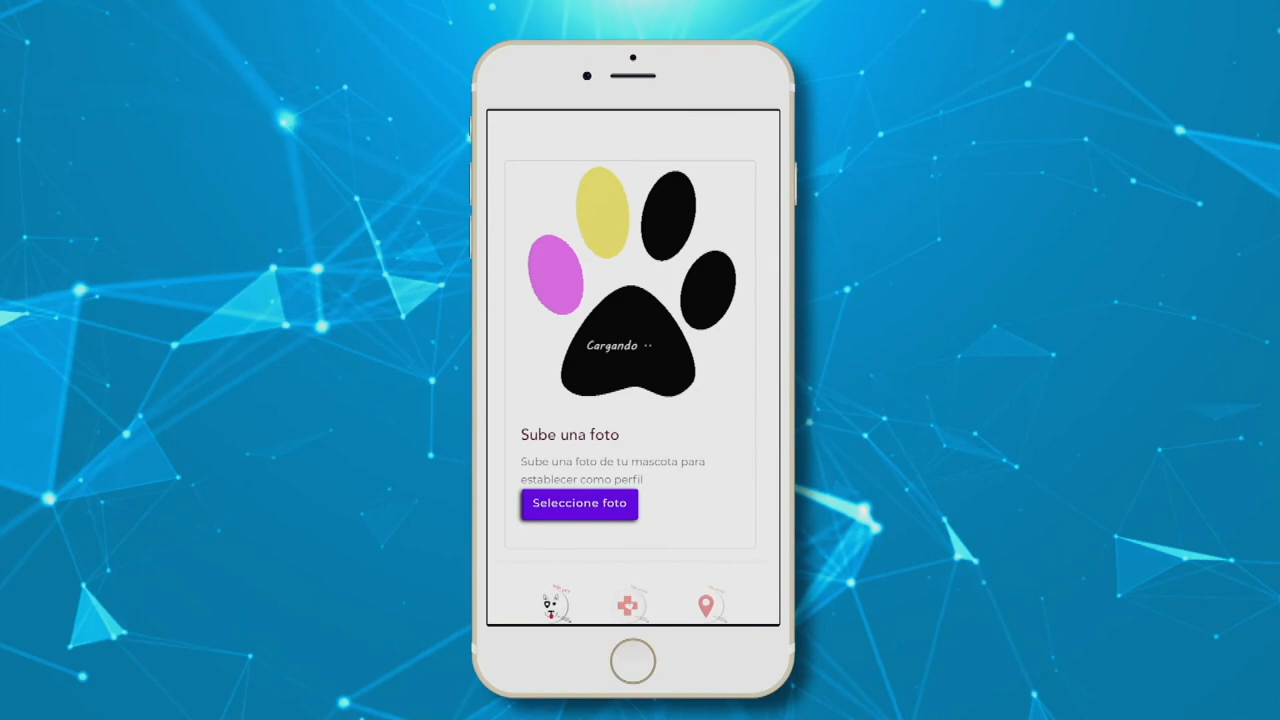 Cargando ··
Sube una foto
Sube una foto de tu mascota para
establecer como perfil
Seleccione foto